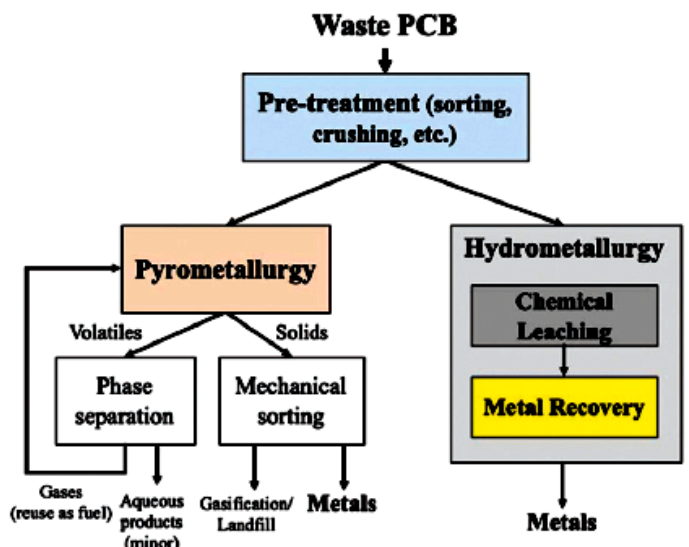 Waste PCB
Pre-treatment (sorting,
crushing, etc.)
Pyrometallurgy
Hydrometallurgy
Chemical
Leaching
Metal Recovery
Volatiles
Solids
Phase
separation
Mechanical
sorting
Gases
(reuse as fuel)
Aqueous
products
(minor)
Gasification/
Landfill
Metals
Metals